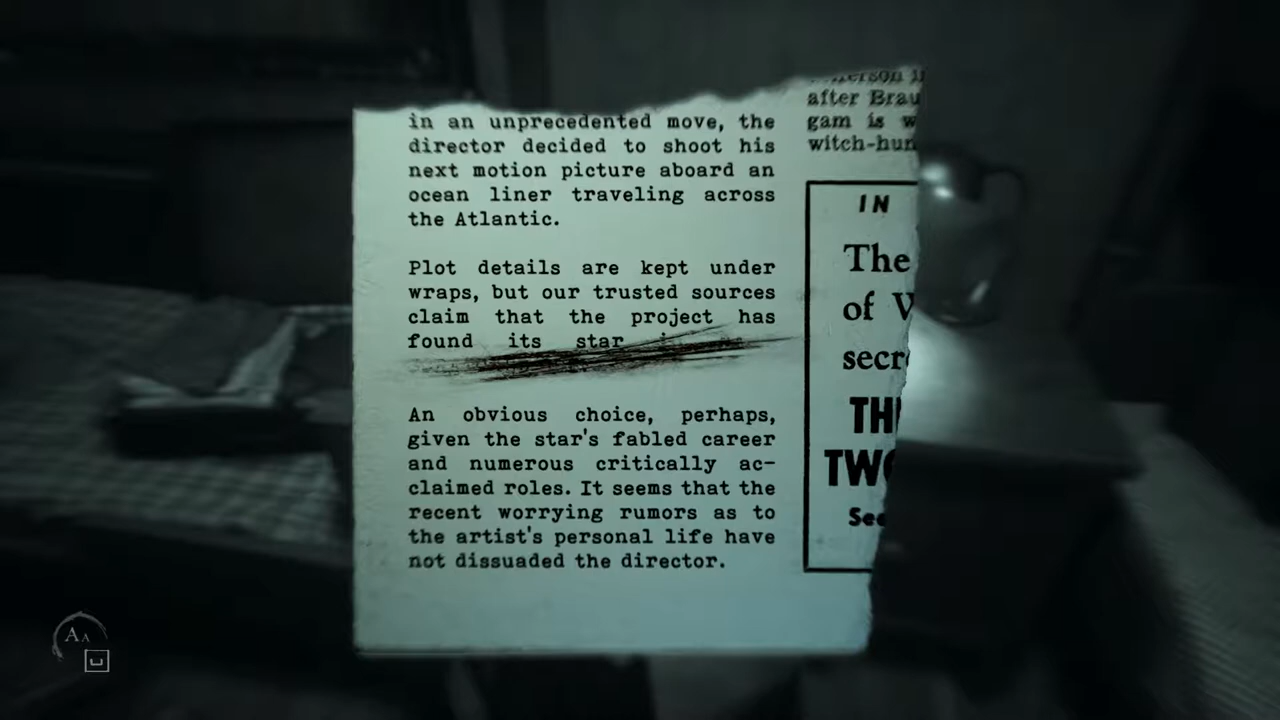 in an unprecedented move, the
director decided to shoot his
next motion picture aboard an
ocean liner traveling across
the Atlantic.
Plot details are kept under
wraps, but our trusted sources
claim that the project has
found its star
An obvious choice, perhaps,
given the star's fabled career
and numerous critically ac-
claimed roles. It seems that the
recent worrying rumors as to
the artist's personal life have
not dissuaded the director.
after Brau
gam is w
witch-hun
IN
The
of V
secr
TH
TWO
See
AA